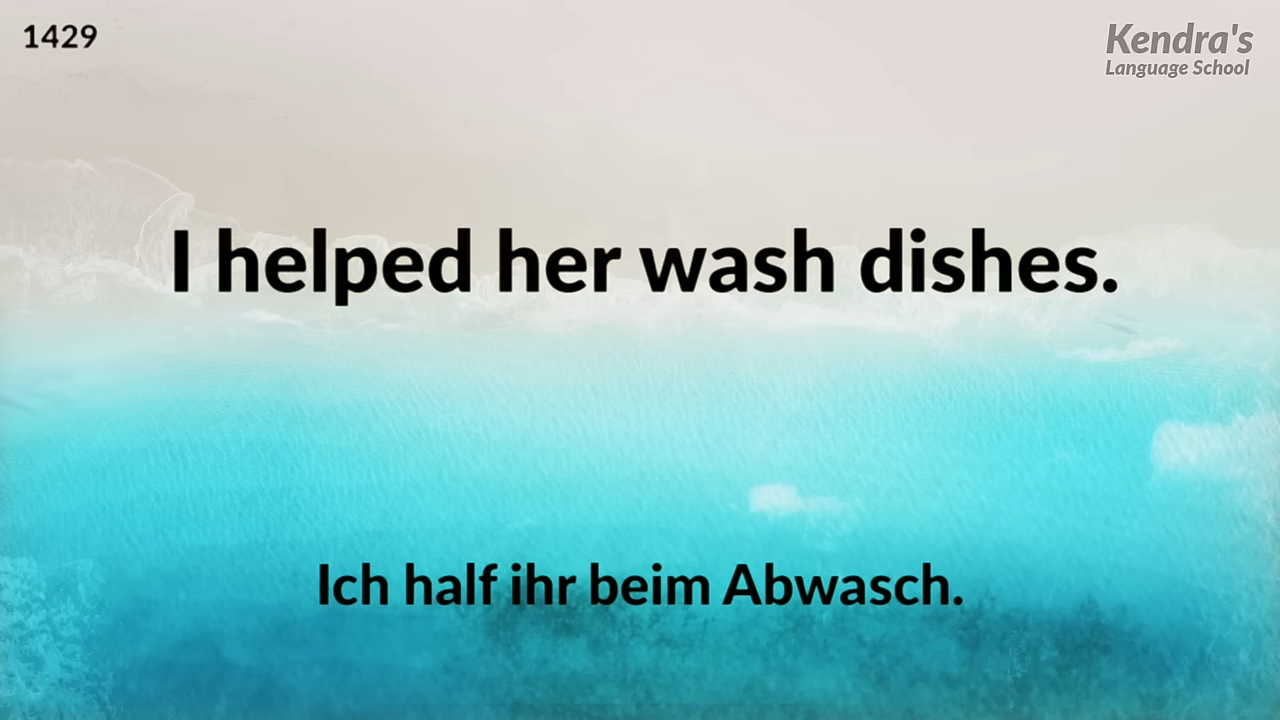 1429
Kendra's
Language School
I helped her wash dishes.
Ich half ihr beim Abwasch.